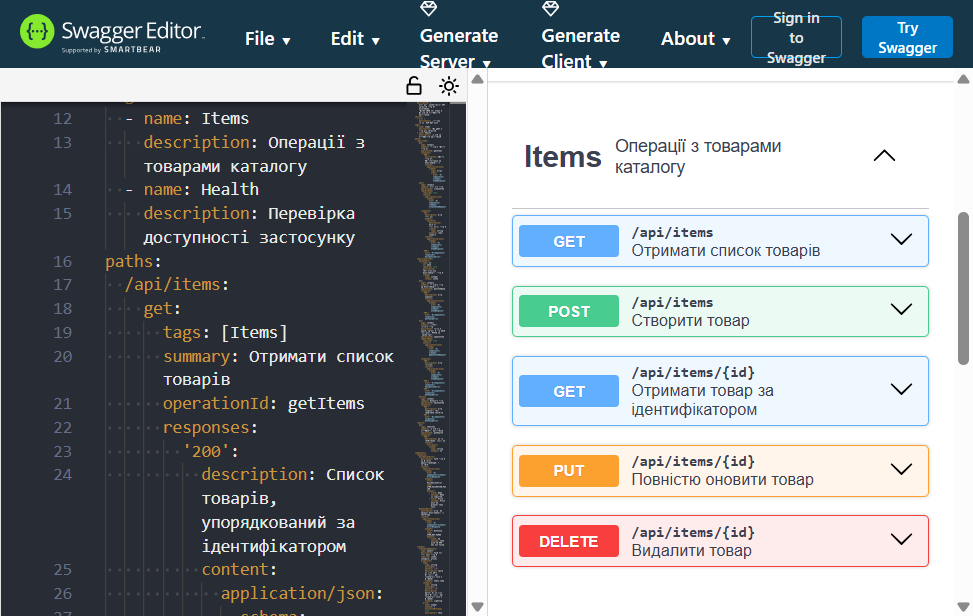 Swagger Editor
Supported by SMARTBEAR
File
Edit
Generate
Server
Generate
Client
About
Sign in
to
Swagger
Try
Swagger
12 - name: Items
13 description: Операції з
товарами каталогу
14 - name: Health
15 description: Перевірка
доступності застосунку
16 paths:
17 /api/items:
18 get:
19 tags: [Items]
20 summary: Отримати список
товарів
21 operationId: getItems
22 responses:
23 '200':
24 description: Список
товарів,
упорядкований за
ідентифікатором
25 content:
26 application/json:
27 schema:
Items
Операції з товарами
каталогу
GET
/api/items
Отримати список товарів
POST
/api/items
Створити товар
GET
/api/items/{id}
Отримати товар за
ідентифікатором
PUT
/api/items/{id}
Повністю оновити товар
DELETE
/api/items/{id}
Видалити товар